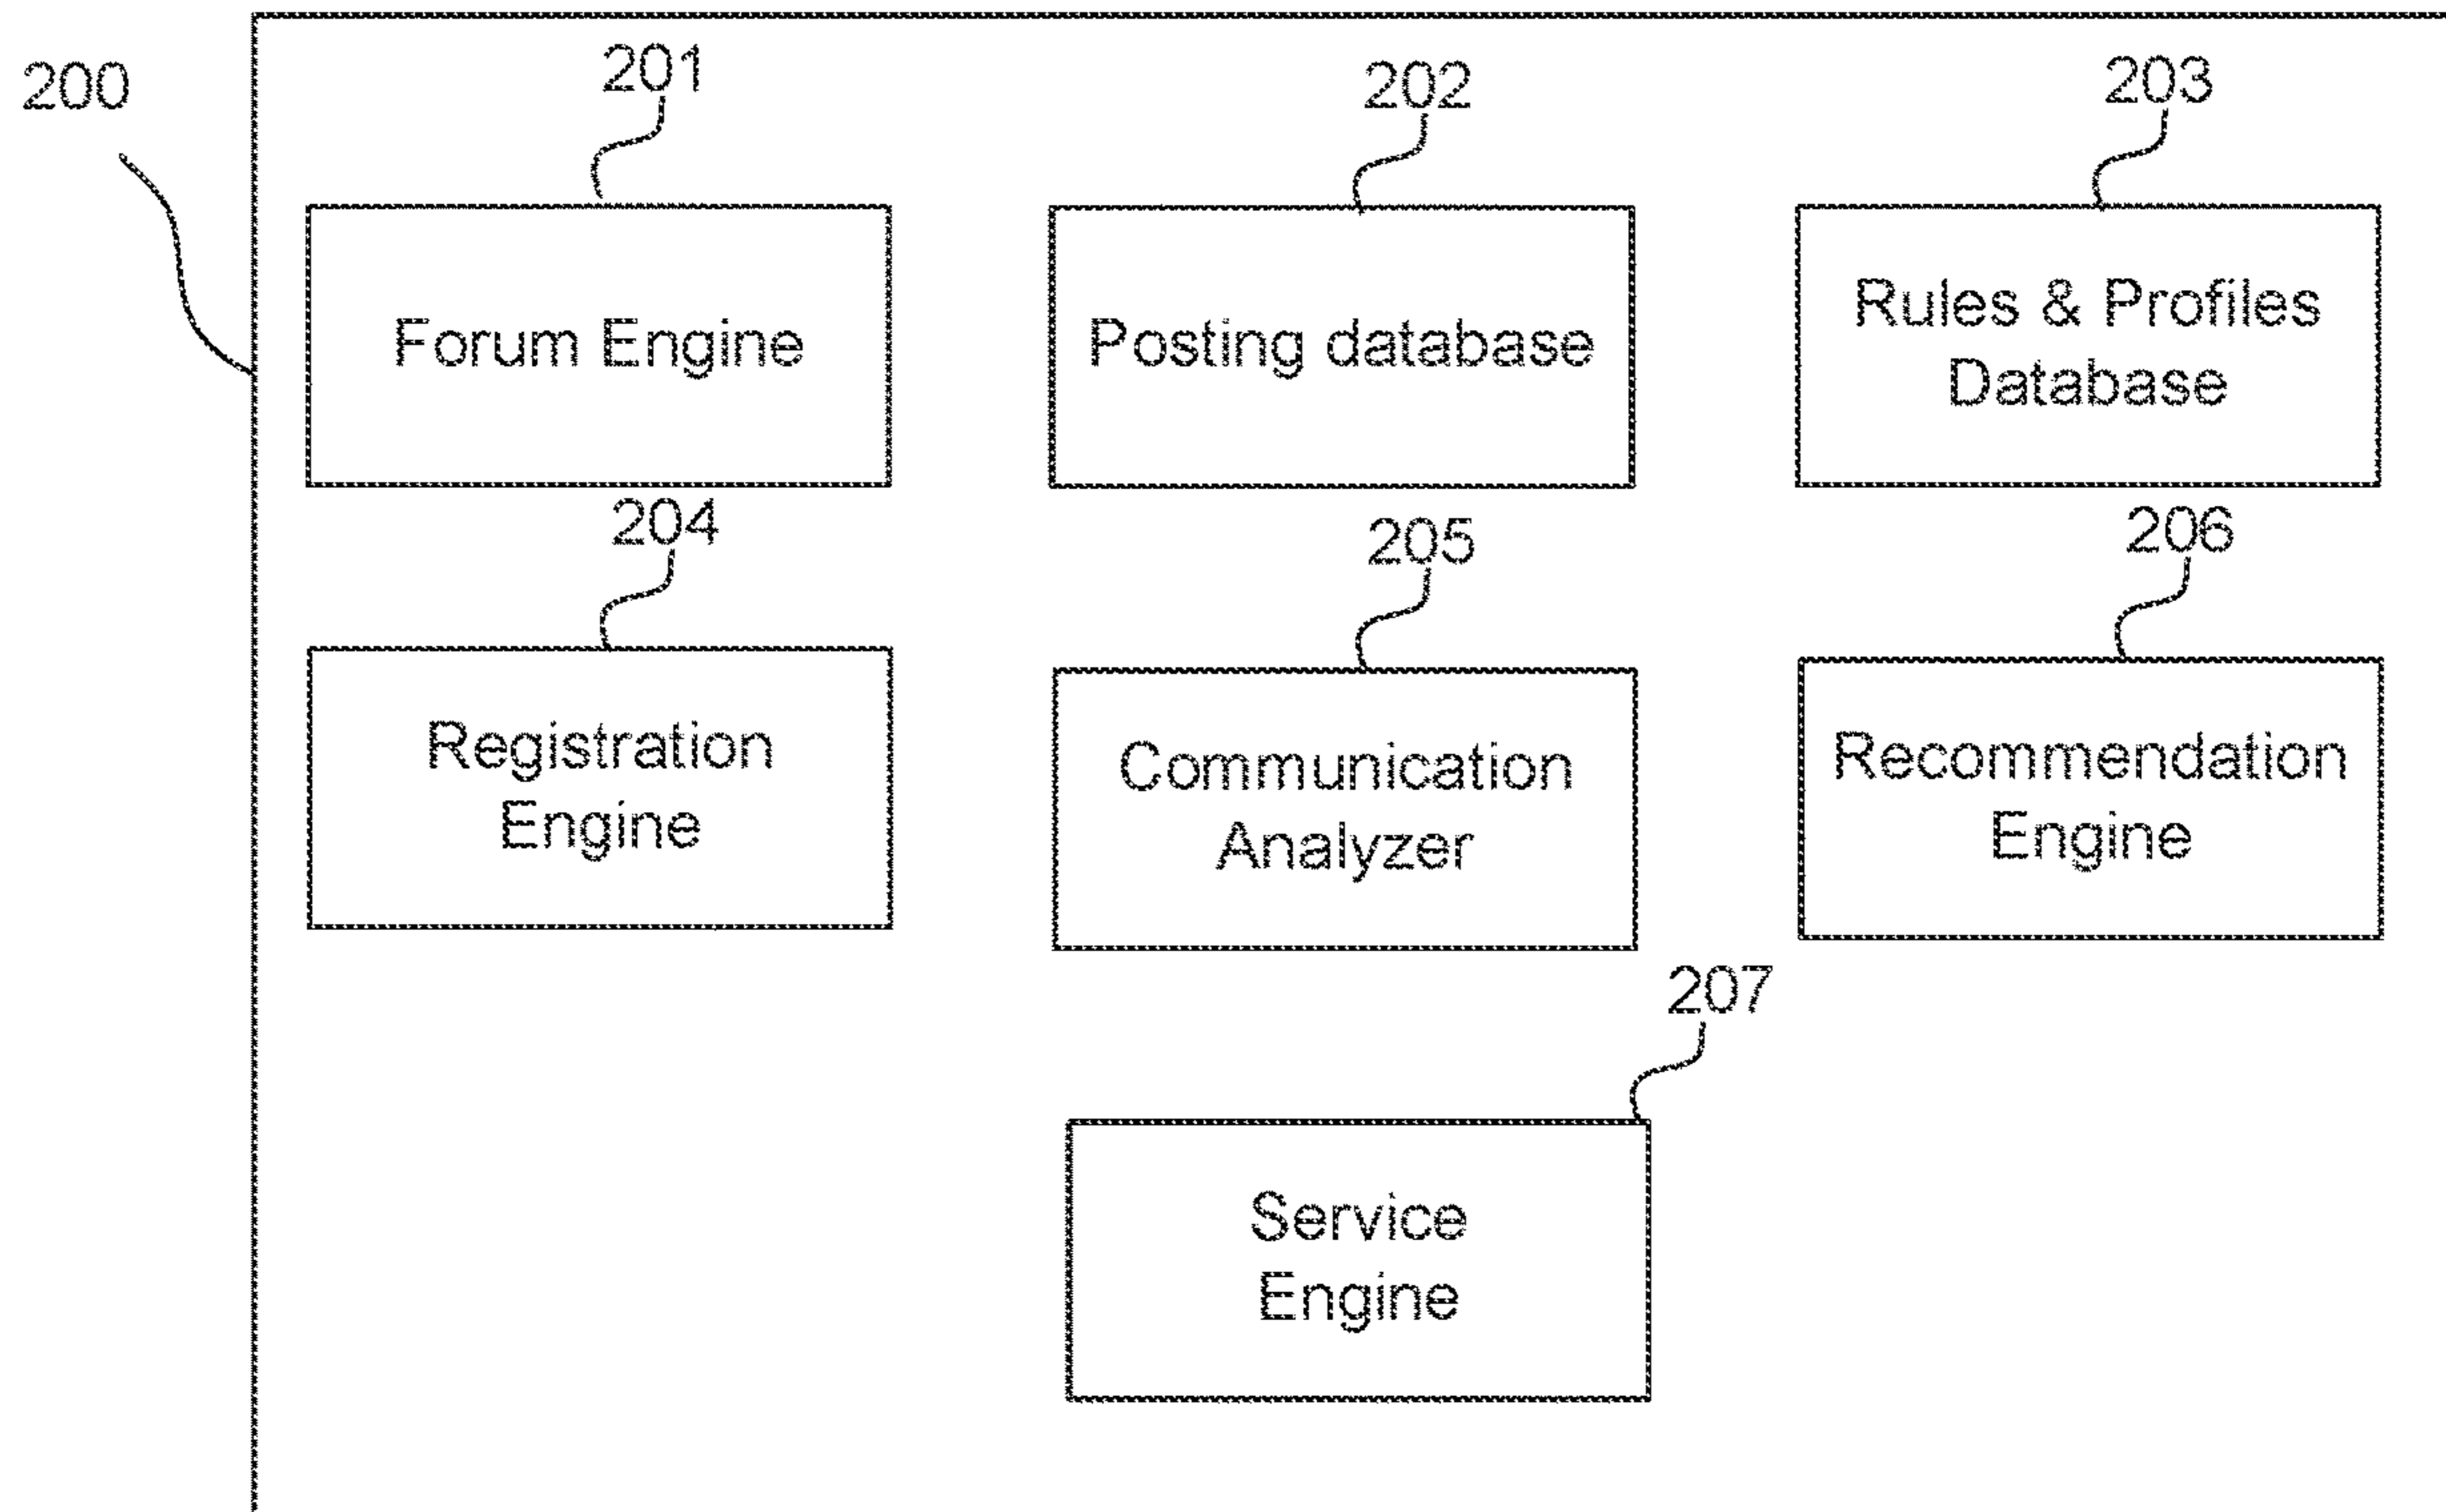 200
201
202
203
Forum Engine
Posting database
Rules & Profiles
Database
204
205
206
Registration
Engine
Communication
Analyzer
Recommendation
Engine
207
Service
Engine